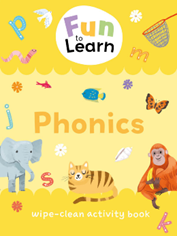 Fun
to
Learn
p
m
j
s
Phonics
k
wipe-clean activity book